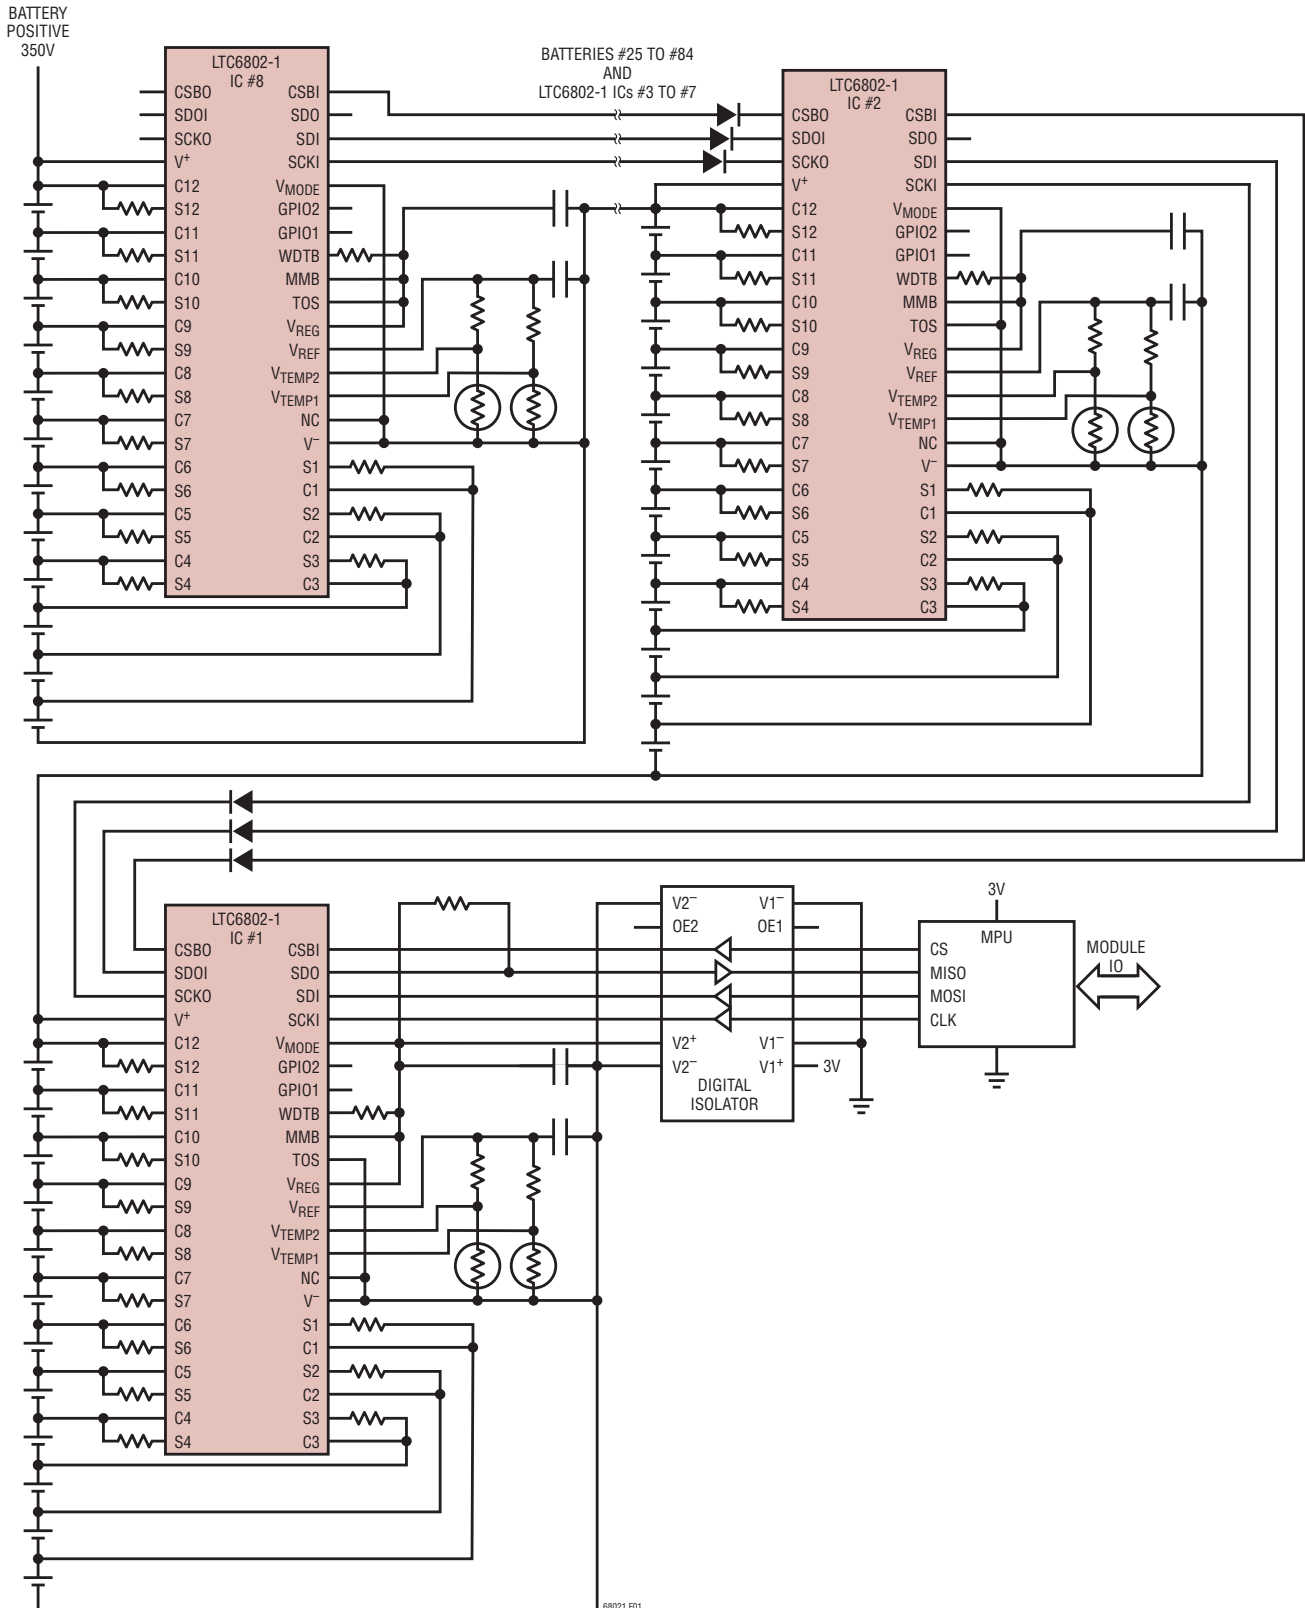 BATTERY
POSITIVE
350V
LTC6802-1
IC #8
CSBO
SDOI
SCKO
V+
C12
S12
C11
S11
C10
S10
C9
S9
C8
S8
C7
S7
C6
S6
C5
S5
C4
S4
CSBI
SDO
SDI
SCKI
VMODE
GPIO2
GPIO1
WDTB
MMB
TOS
VREG
VREF
VTEMP2
VTEMP1
NC
V–
S1
C1
S2
C2
S3
C3
BATTERIES #25 TO #84
AND
LTC6802-1 ICs #3 TO #7
LTC6802-1
IC #2
CSBO
SDOI
SCKO
V+
C12
S12
C11
S11
C10
S10
C9
S9
C8
S8
C7
S7
C6
S6
C5
S5
C4
S4
CSBI
SDO
SDI
SCKI
VMODE
GPIO2
GPIO1
WDTB
MMB
TOS
VREG
VREF
VTEMP2
VTEMP1
NC
V–
S1
C1
S2
C2
S3
C3
LTC6802-1
IC #1
CSBO
SDOI
SCKO
V+
C12
S12
C11
S11
C10
S10
C9
S9
C8
S8
C7
S7
C6
S6
C5
S5
C4
S4
CSBI
SDO
SDI
SCKI
VMODE
GPIO2
GPIO1
WDTB
MMB
TOS
VREG
VREF
VTEMP2
VTEMP1
NC
V–
S1
C1
S2
C2
S3
C3
V2–
OE2
V2+
V2–
V1–
OE1
V1–
V1+
3V
DIGITAL
ISOLATOR
3V
MPU
CS
MISO
MOSI
CLK
MODULE
IO
68021 F01